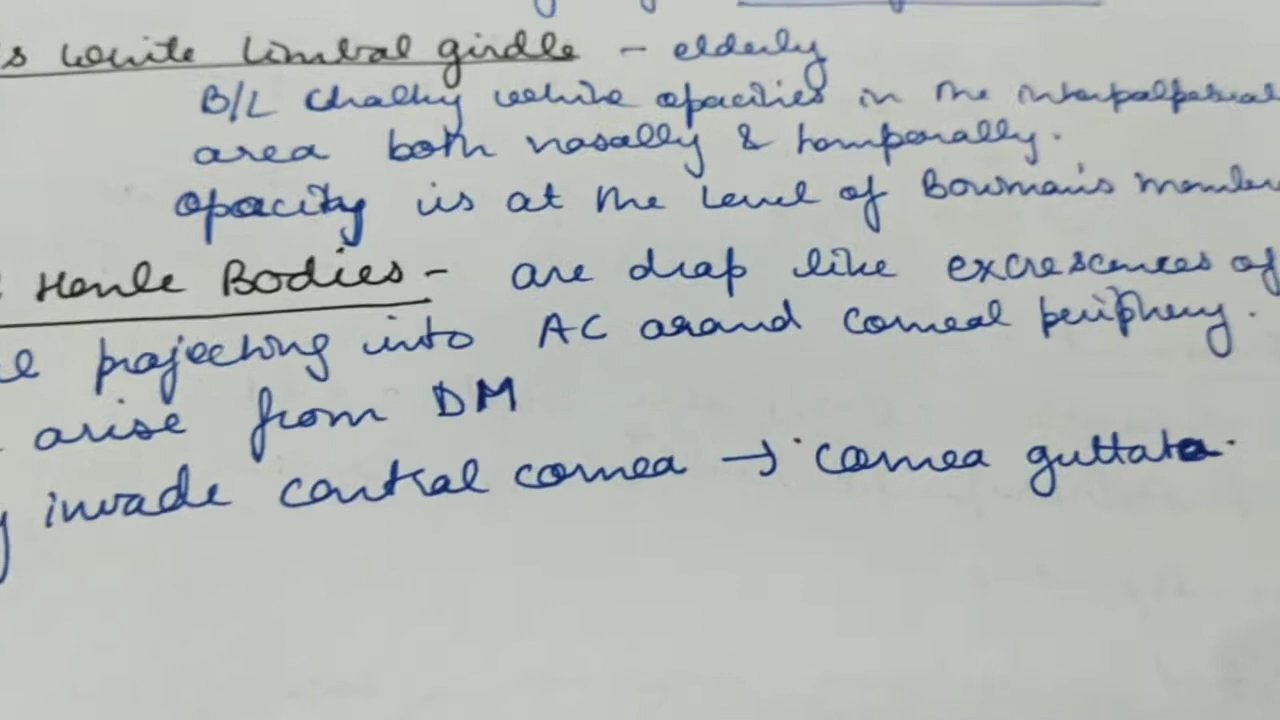 s white limbal girdle - elderly
B/L chalky white opacities in the interpalpebral
area both nasally & temporally.
opacity is at the level of Bowman's membr
Henle Bodies - are drop like excrescences of
projecting into AC around corneal periphery.
arise from DM
y invade central cornea → cornea guttata.